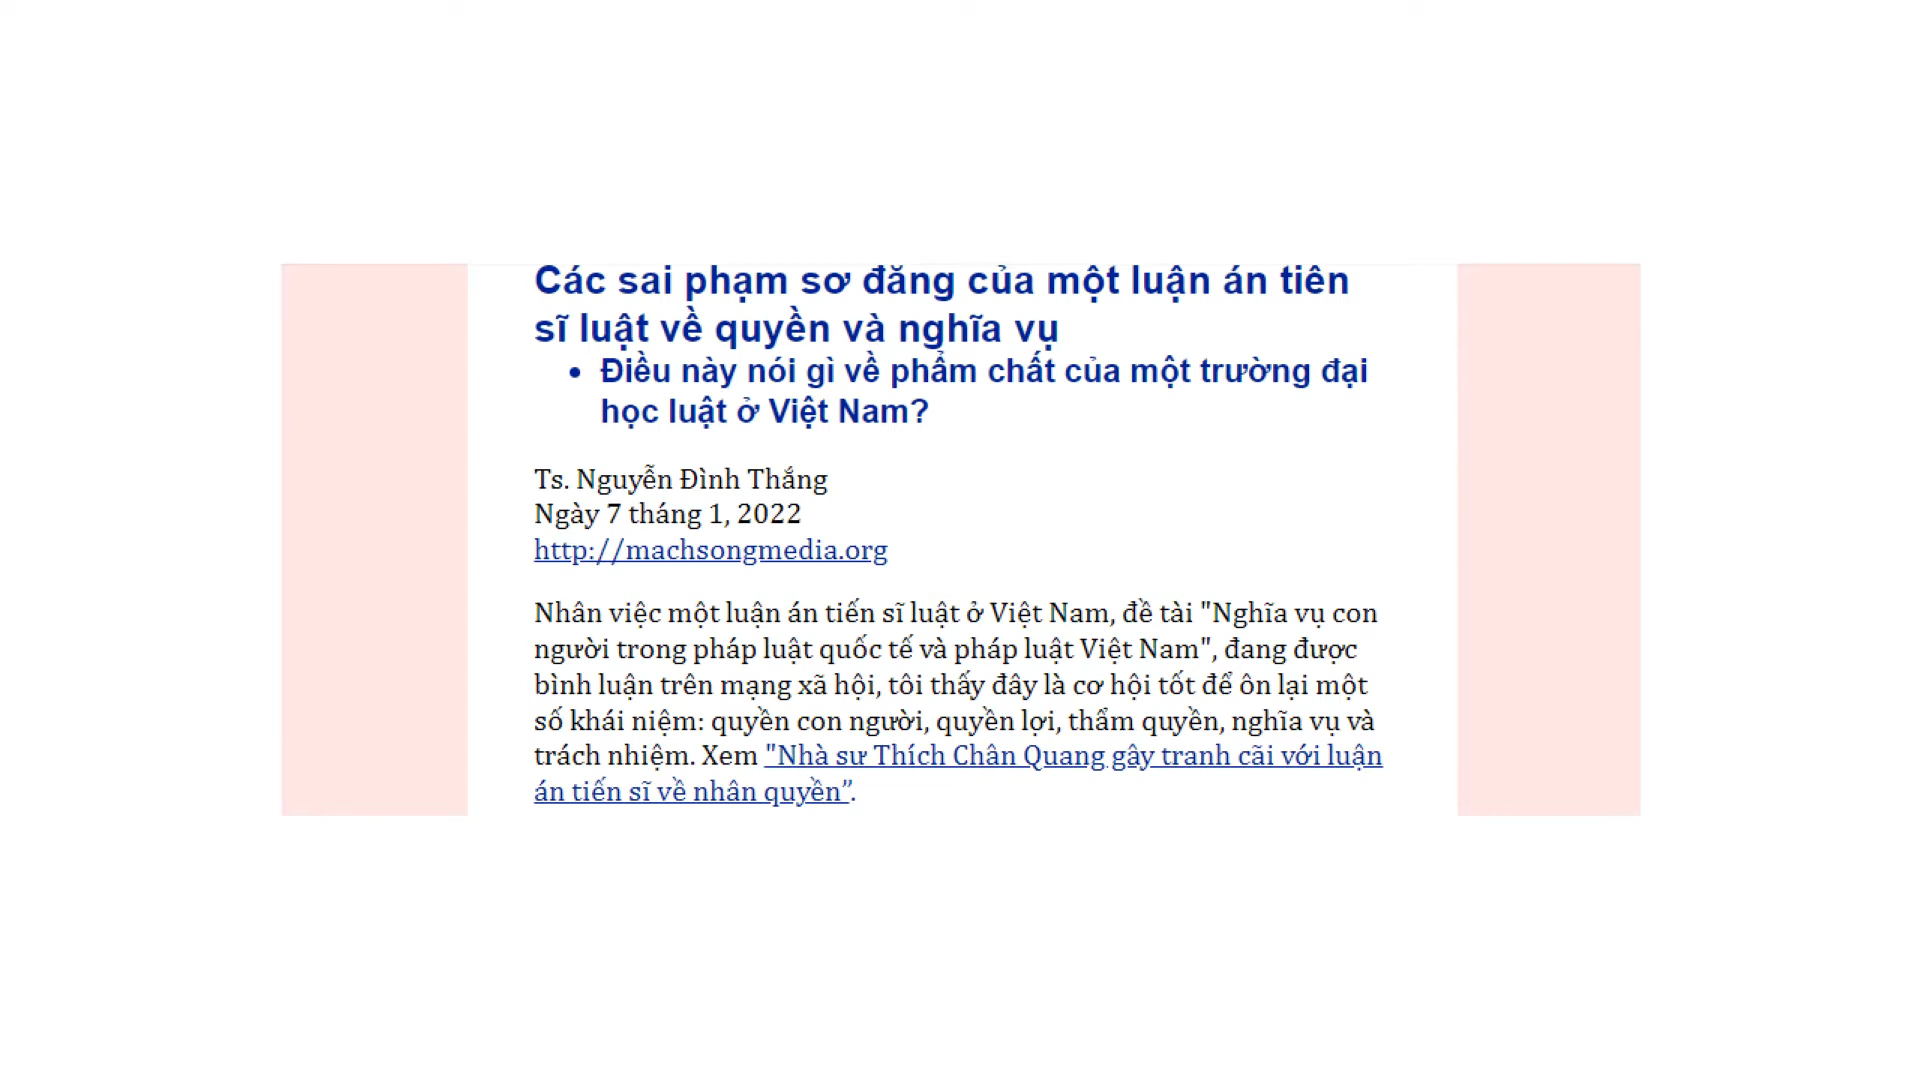 Các sai phạm sơ đẳng của một luận án tiến
sĩ luật về quyền và nghĩa vụ
• Điều này nói gì về phẩm chất của một trường đại
học luật ở Việt Nam?
Ts. Nguyễn Đình Thắng
Ngày 7 tháng 1, 2022
http://machsongmedia.org
Nhân việc một luận án tiến sĩ luật ở Việt Nam, đề tài "Nghĩa vụ con
người trong pháp luật quốc tế và pháp luật Việt Nam", đang được
bình luận trên mạng xã hội, tôi thấy đây là cơ hội tốt để ôn lại một
số khái niệm: quyền con người, quyền lợi, thẩm quyền, nghĩa vụ và
trách nhiệm. Xem "Nhà sư Thích Chân Quang gây tranh cãi với luận
án tiến sĩ về nhân quyền”.